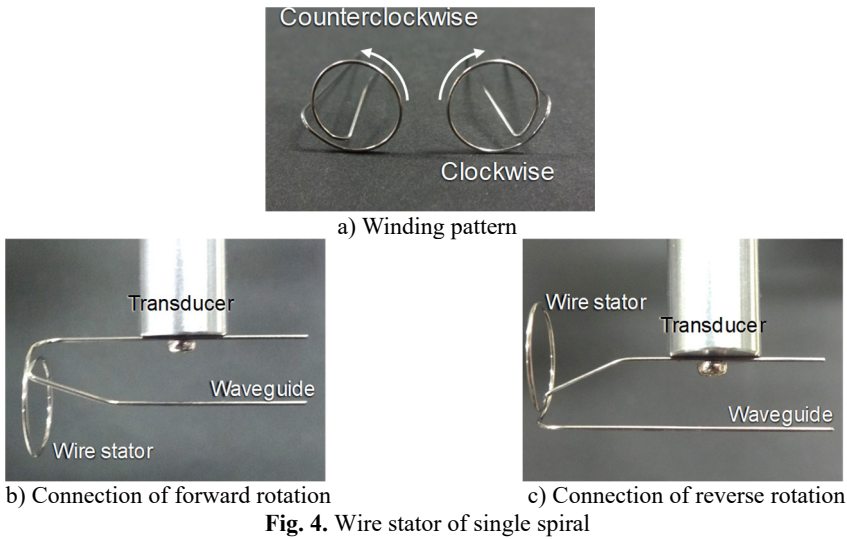 Counterclockwise
Clockwise
a) Winding pattern
Transducer
Waveguide
Wire stator
b) Connection of forward rotation
Wire stator
Transducer
Waveguide
c) Connection of reverse rotation
Fig. 4. Wire stator of single spiral